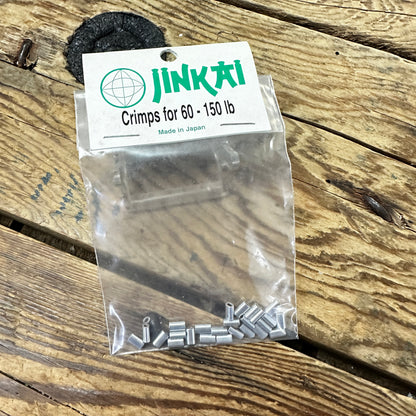 JINKAI
Crimps for 60 - 150 lb
Made in Japan